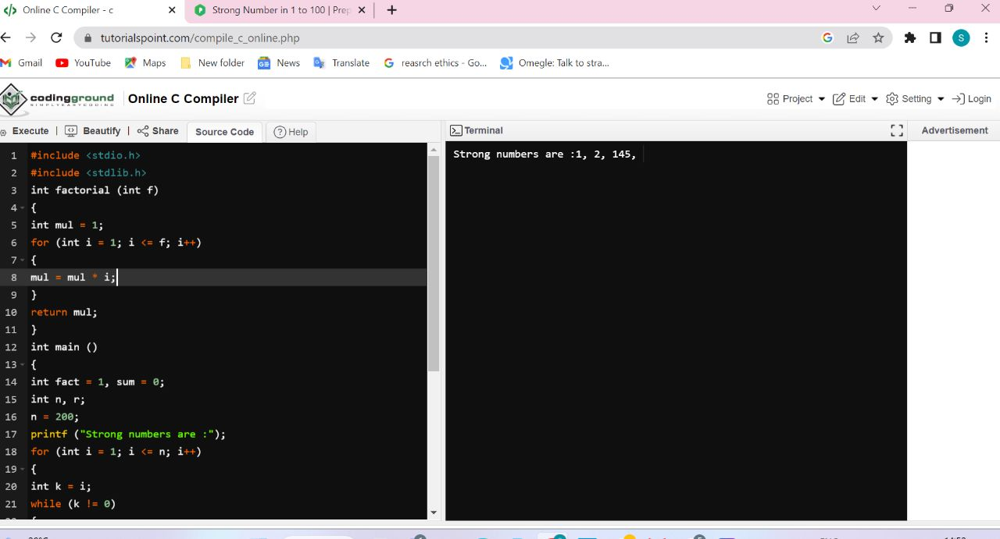 Online C Compiler - c
Strong Number in 1 to 100 | Prep
tutorialspoint.com/compile_c_online.php
S
Gmail
YouTube
Maps
New folder
News
Translate
reasrch ethics - Go...
Omegle: Talk to stra...
codingground
SIMPLYEASYCODING
Online C Compiler
Project
Edit
Setting
Login
Execute | Beautify | Share
Source Code
Help
Terminal
Advertisement
1 #include <stdio.h>
2 #include <stdlib.h>
3 int factorial (int f)
4 {
5 int mul = 1;
6 for (int i = 1; i <= f; i++)
7 {
8 mul = mul * i;
9 }
10 return mul;
11 }
12 int main ()
13 {
14 int fact = 1, sum = 0;
15 int n, r;
16 n = 200;
17 printf ("Strong numbers are :");
18 for (int i = 1; i <= n; i++)
19 {
20 int k = i;
21 while (k != 0)
Strong numbers are :1, 2, 145,